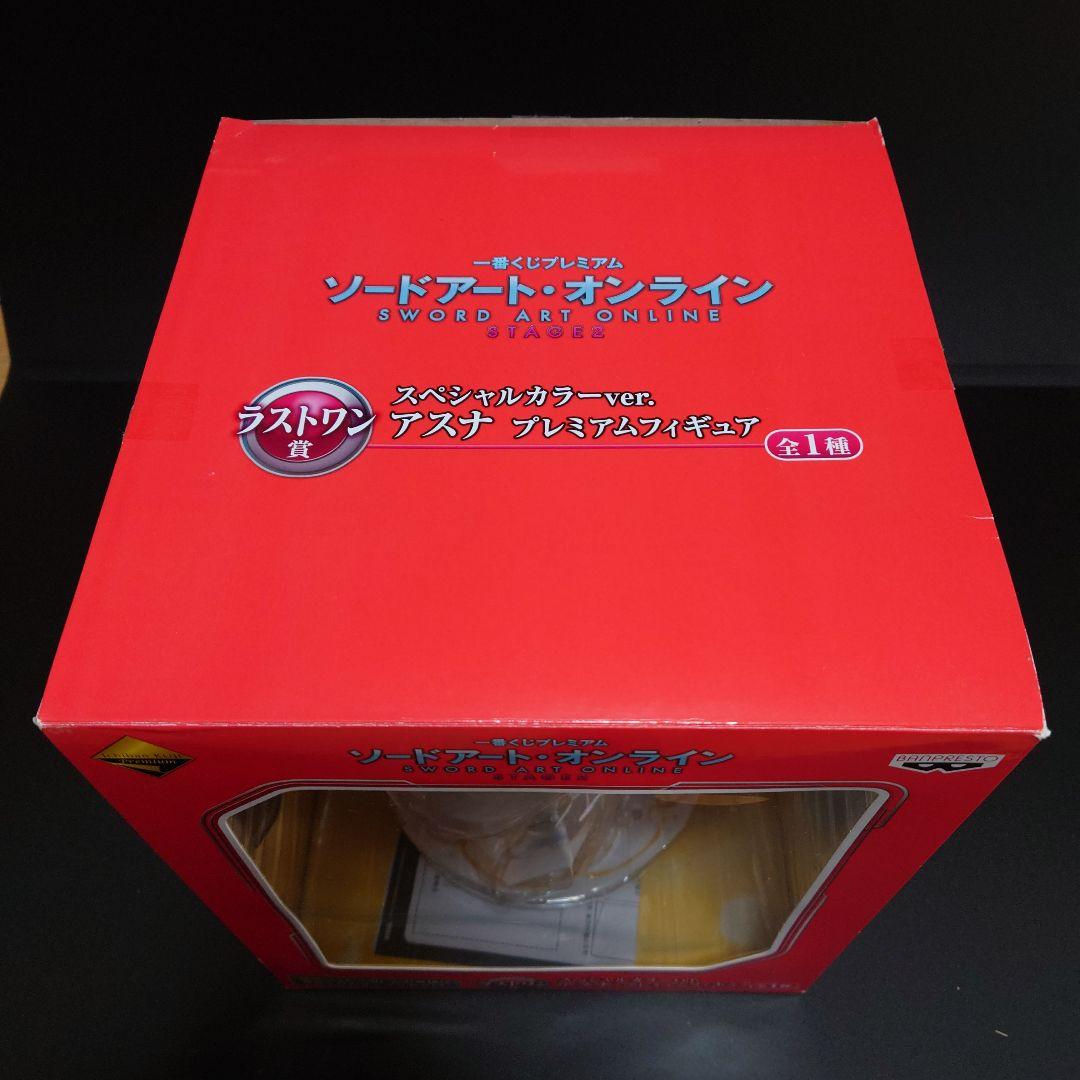 一番くじプレミアム
ソードアート・オンライン
SWORD ART ONLINE
STAGE2
ラストワン
賞
スペシャルカラーver.
アスナ プレミアムフィギュア
全1種
Ichiban Kuji
Premium
一番くじプレミアム
ソードアート・オンライン
SWORD ART ONLINE
STAGE2
BANPRESTO